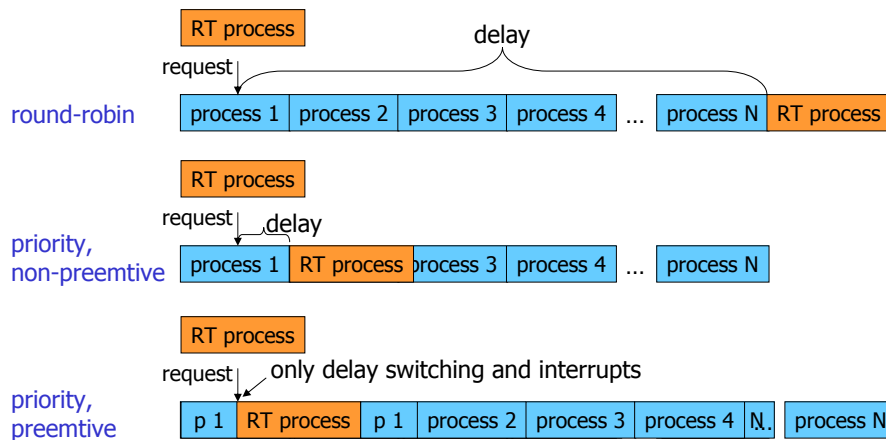 RT process
delay
request
round-robin
process 1 process 2 process 3 process 4 ... process N RT process
RT process
request
delay
priority,
non-preemtive
process 1 RT process process 3 process 4 ... process N
RT process
only delay switching and interrupts
request
priority,
preemtive
p 1 RT process p 1 process 2 process 3 process 4 N.. process N